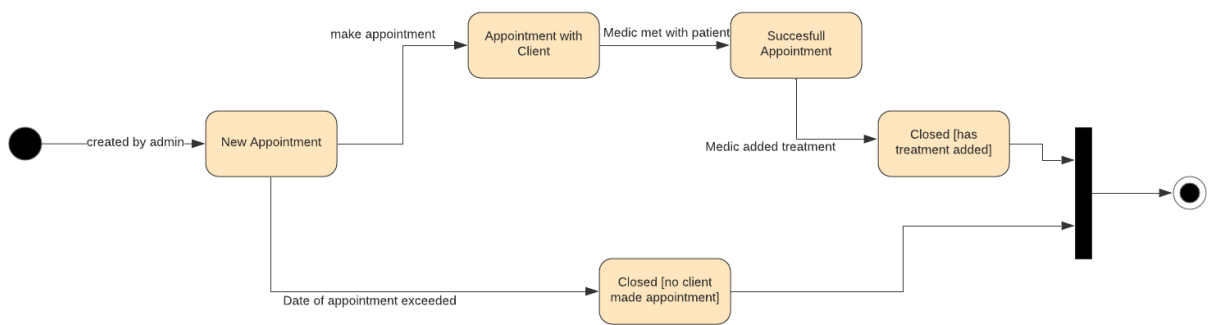 make appointment
Appointment with
Client
Medic met with patient
Succesfull
Appointment
created by admin
New Appointment
Medic added treatment
Closed [has
treatment added]
Date of appointment exceeded
Closed [no client
made appointment]